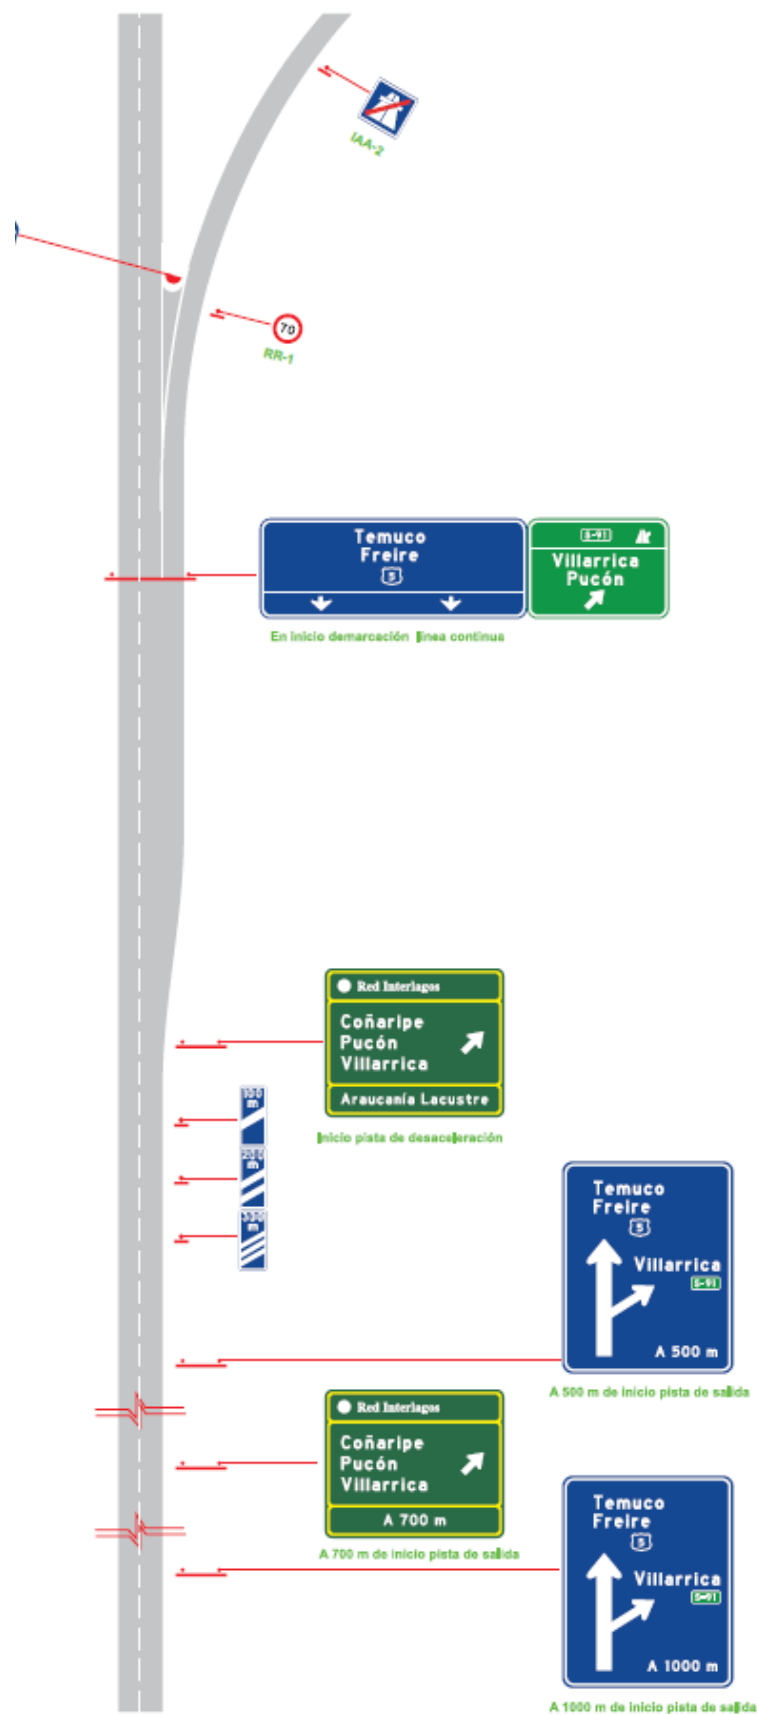 IAA-2
70
RR-1
Temuco
Freire
5
S-91
Villarrica
Pucón
En inicio demarcación línea continua
Red Interlagos
Coñaripe
Pucón
Villarrica
Araucanía Lacustre
Inicio pista de desaceleración
100
m
200
m
300
m
Temuco
Freire
5
Villarrica
S-91
A 500 m
A 500 m de inicio pista de salida
Red Interlagos
Coñaripe
Pucón
Villarrica
A 700 m
A 700 m de inicio pista de salida
Temuco
Freire
5
Villarrica
S-91
A 1000 m
A 1000 m de inicio pista de salida